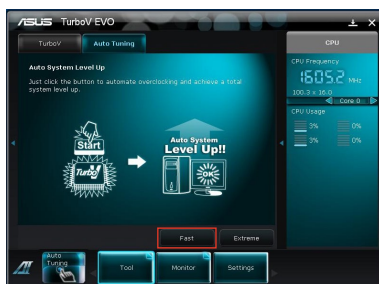 ASUS TurboV EVO
TurboV
Auto Tuning
Auto System Level Up
Just click the button to automate overclocking and achieve a total
system level up.
Start
Turbo
Auto System
Level Up!!
OK
Fast
Extreme
CPU
CPU Frequency
1605.2 MHz
100.3 x 16.0
Core 0
CPU Usage
3%
0%
3%
0%
Auto
Tuning
Tool
Monitor
Settings